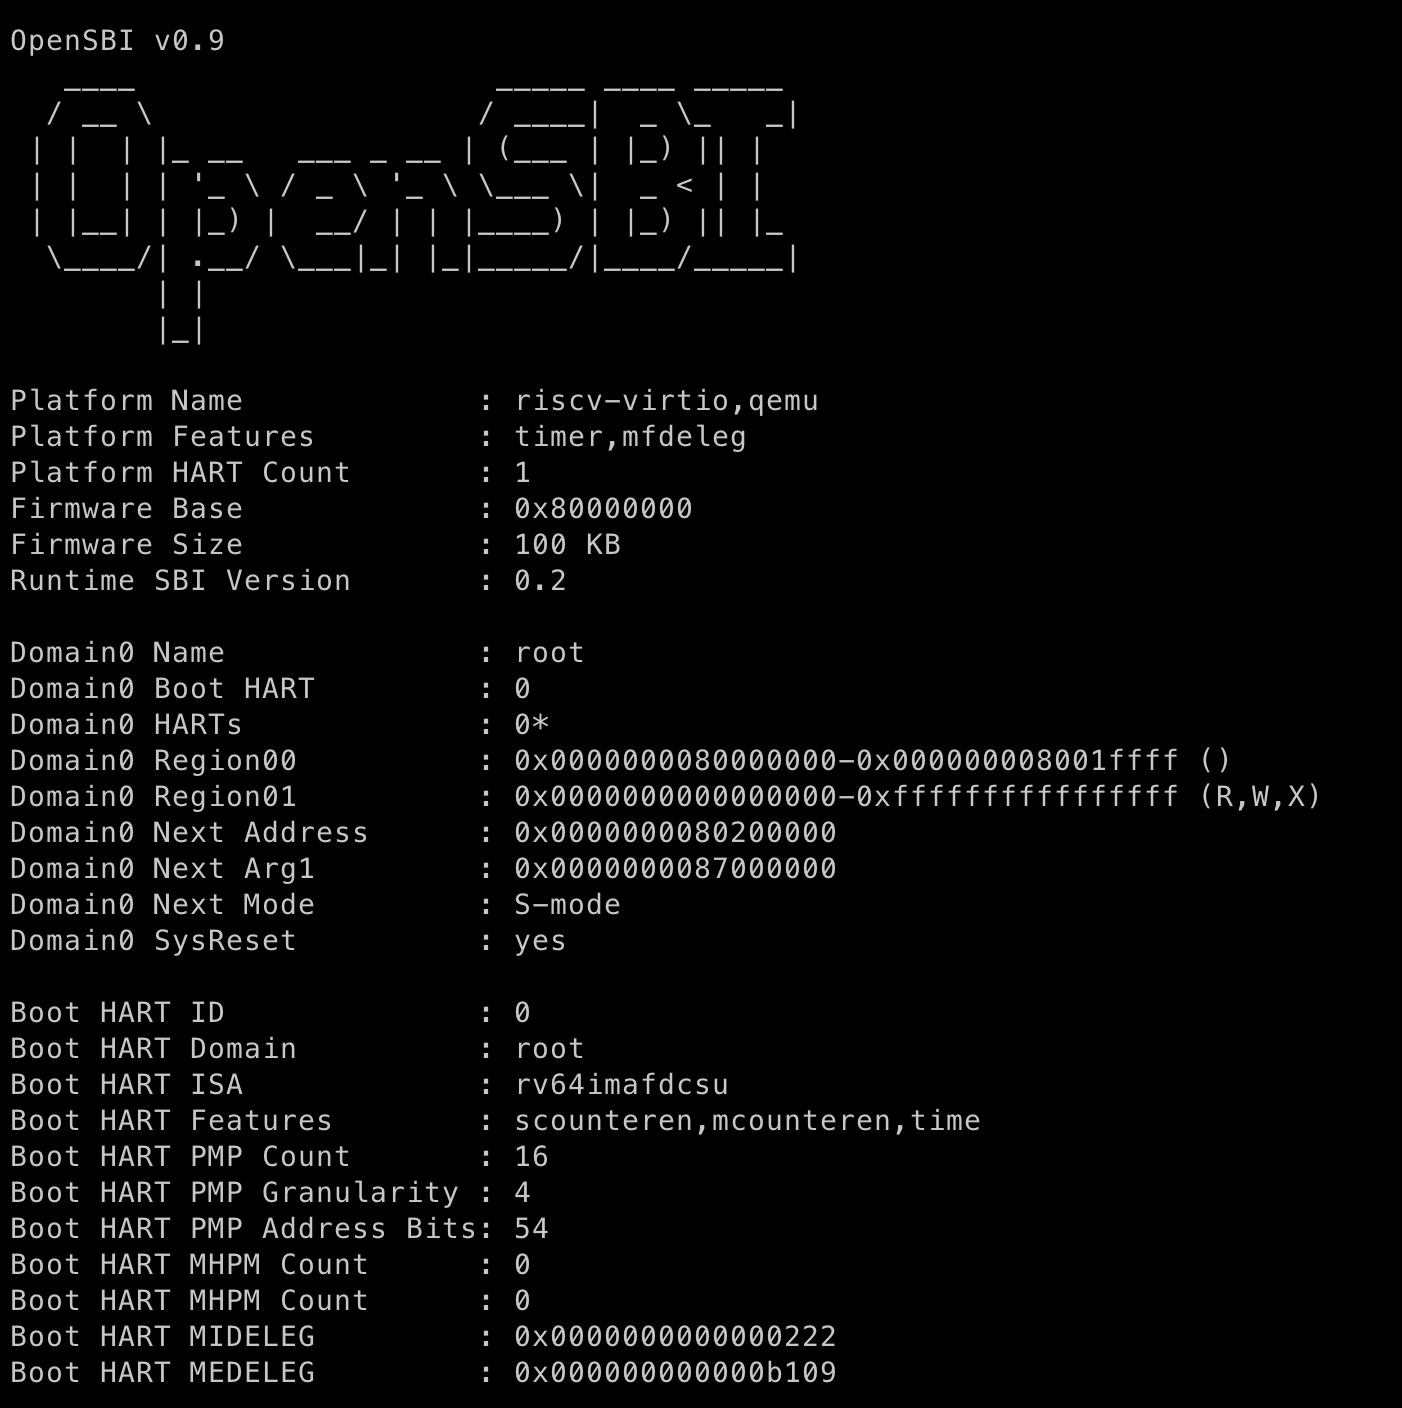 OpenSBI v0.9
   ____                    _____ ____ _____
  / __ \                  / ____|  _ \_   _|
 | |  | |_ __   ___ _ __ | (___ | |_) || |
 | |  | | '_ \ / _ \ '_ \ \___ \|  _ < | |
 | |__| | |_) |  __/ | | |____) | |_) || |_
  \____/| .__/ \___|_| |_|_____/|____/_____|
        | |
        |_|

Platform Name             : riscv-virtio,qemu
Platform Features         : timer,mfdeleg
Platform HART Count       : 1
Firmware Base             : 0x80000000
Firmware Size             : 100 KB
Runtime SBI Version       : 0.2

Domain0 Name              : root
Domain0 Boot HART         : 0
Domain0 HARTs             : 0*
Domain0 Region00          : 0x0000000080000000-0x000000008001ffff ()
Domain0 Region01          : 0x0000000000000000-0xffffffffffffffff (R,W,X)
Domain0 Next Address      : 0x0000000080200000
Domain0 Next Arg1         : 0x0000000087000000
Domain0 Next Mode         : S-mode
Domain0 SysReset          : yes

Boot HART ID              : 0
Boot HART Domain          : root
Boot HART ISA             : rv64imafdcsu
Boot HART Features        : scounteren,mcounteren,time
Boot HART PMP Count       : 16
Boot HART PMP Granularity : 4
Boot HART PMP Address Bits: 54
Boot HART MHPM Count      : 0
Boot HART MHPM Count      : 0
Boot HART MIDELEG         : 0x0000000000000222
Boot HART MEDELEG         : 0x000000000000b109